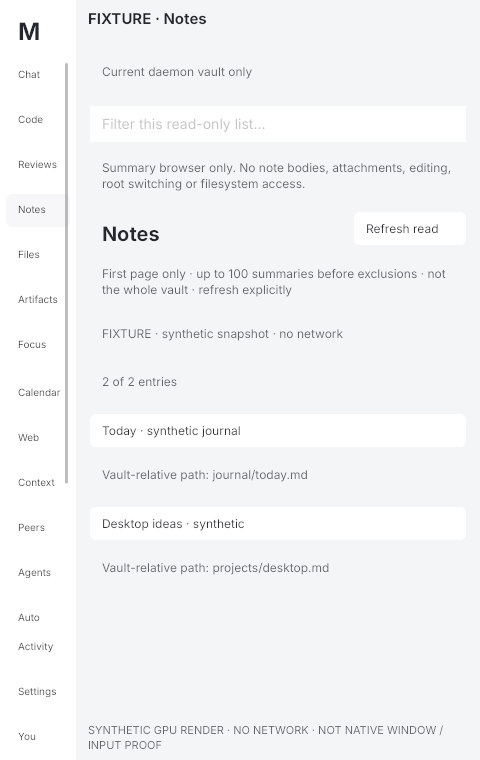 M
Chat
Code
Reviews
Notes
Files
Artifacts
Focus
Calendar
Web
Context
Peers
Agents
Auto
Activity
Settings
You
FIXTURE · Notes
Current daemon vault only
Filter this read-only list...
Summary browser only. No note bodies, attachments, editing,
root switching or filesystem access.
Notes
Refresh read
First page only · up to 100 summaries before exclusions · not
the whole vault · refresh explicitly
FIXTURE · synthetic snapshot · no network
2 of 2 entries
Today · synthetic journal
Vault-relative path: journal/today.md
Desktop ideas · synthetic
Vault-relative path: projects/desktop.md
SYNTHETIC GPU RENDER · NO NETWORK · NOT NATIVE WINDOW /
INPUT PROOF